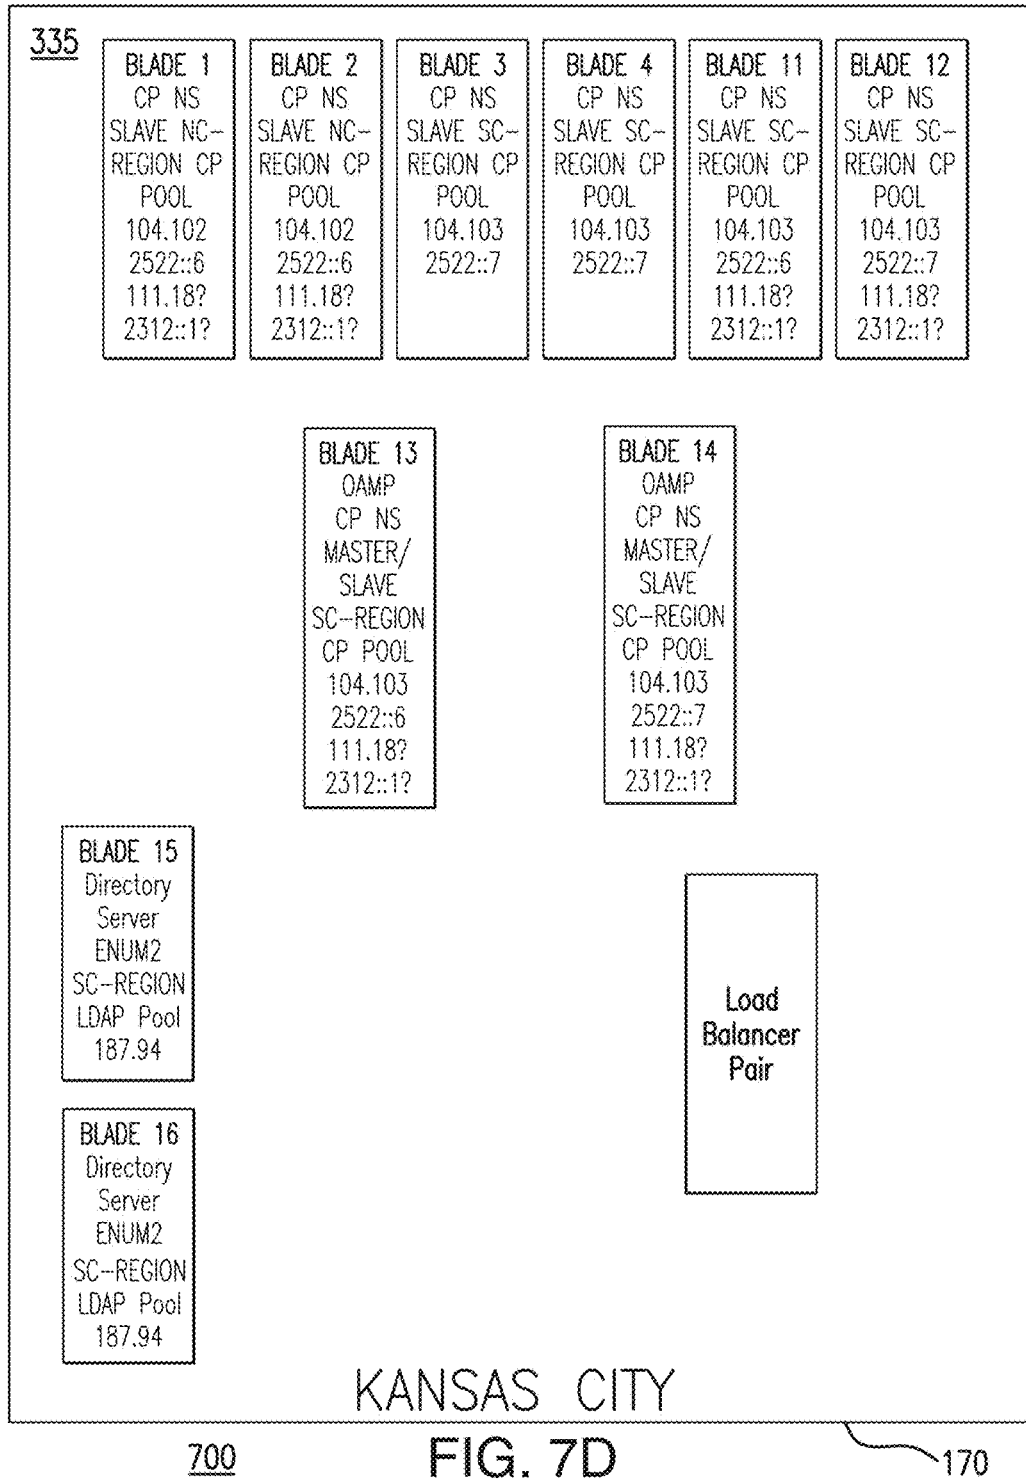 335
BLADE 1
CP NS
SLAVE NC-
REGION CP
POOL
104.102
2522::6
111.18?
2312::1?
BLADE 2
CP NS
SLAVE NC-
REGION CP
POOL
104.102
2522::6
111.18?
2312::1?
BLADE 3
CP NS
SLAVE SC-
REGION CP
POOL
104.103
2522::7
BLADE 4
CP NS
SLAVE SC-
REGION CP
POOL
104.103
2522::7
BLADE 11
CP NS
SLAVE SC-
REGION CP
POOL
104.103
2522::6
111.18?
2312::1?
BLADE 12
CP NS
SLAVE SC-
REGION CP
POOL
104.103
2522::7
111.18?
2312::1?
BLADE 13
OAMP
CP NS
MASTER/
SLAVE
SC-REGION
CP POOL
104.103
2522::6
111.18?
2312::1?
BLADE 14
OAMP
CP NS
MASTER/
SLAVE
SC-REGION
CP POOL
104.103
2522::7
111.18?
2312::1?
BLADE 15
Directory
Server
ENUM2
SC-REGION
LDAP Pool
187.94
Load
Balancer
Pair
BLADE 16
Directory
Server
ENUM2
SC-REGION
LDAP Pool
187.94
KANSAS CITY
700
FIG. 7D
170